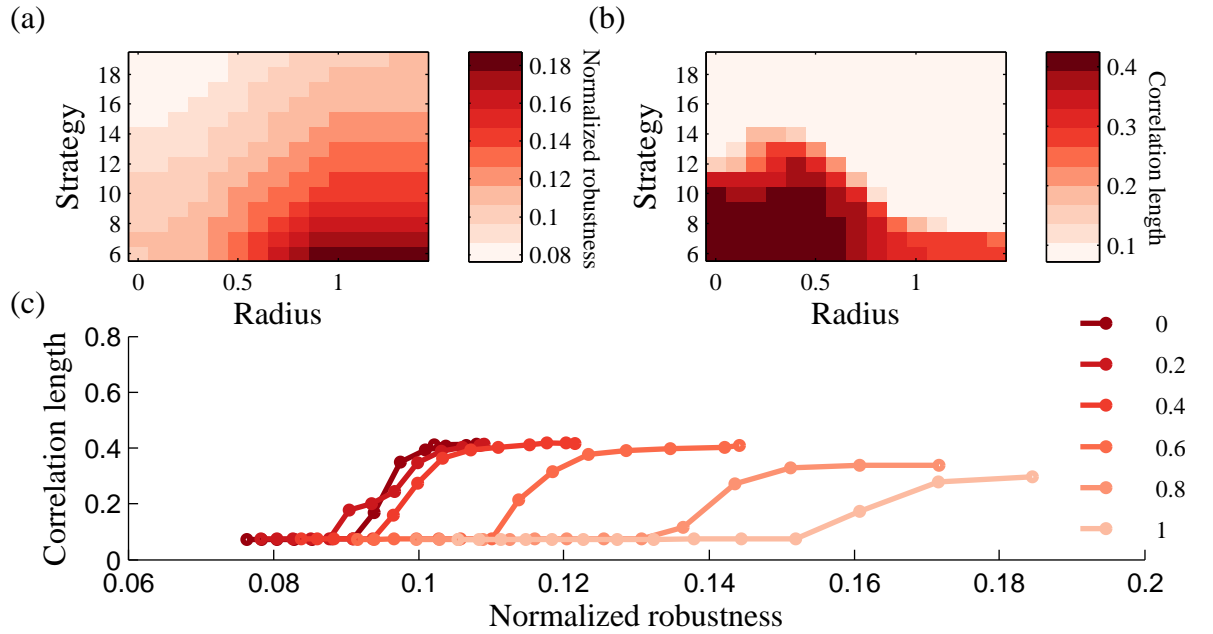 (a)
Strategy
18
16
14
12
10
8
6
0 0.5 1
Radius
0.18
0.16
0.14
0.12
0.1
0.08
Normalized robustness
(b)
Strategy
18
16
14
12
10
8
6
0 0.5 1
Radius
0.4
0.3
0.2
0.1
Correlation length
(c)
Correlation length
0.8
0.6
0.4
0.2
0
0.06 0.08 0.1 0.12 0.14 0.16 0.18 0.2
Normalized robustness
0
0.2
0.4
0.6
0.8
1